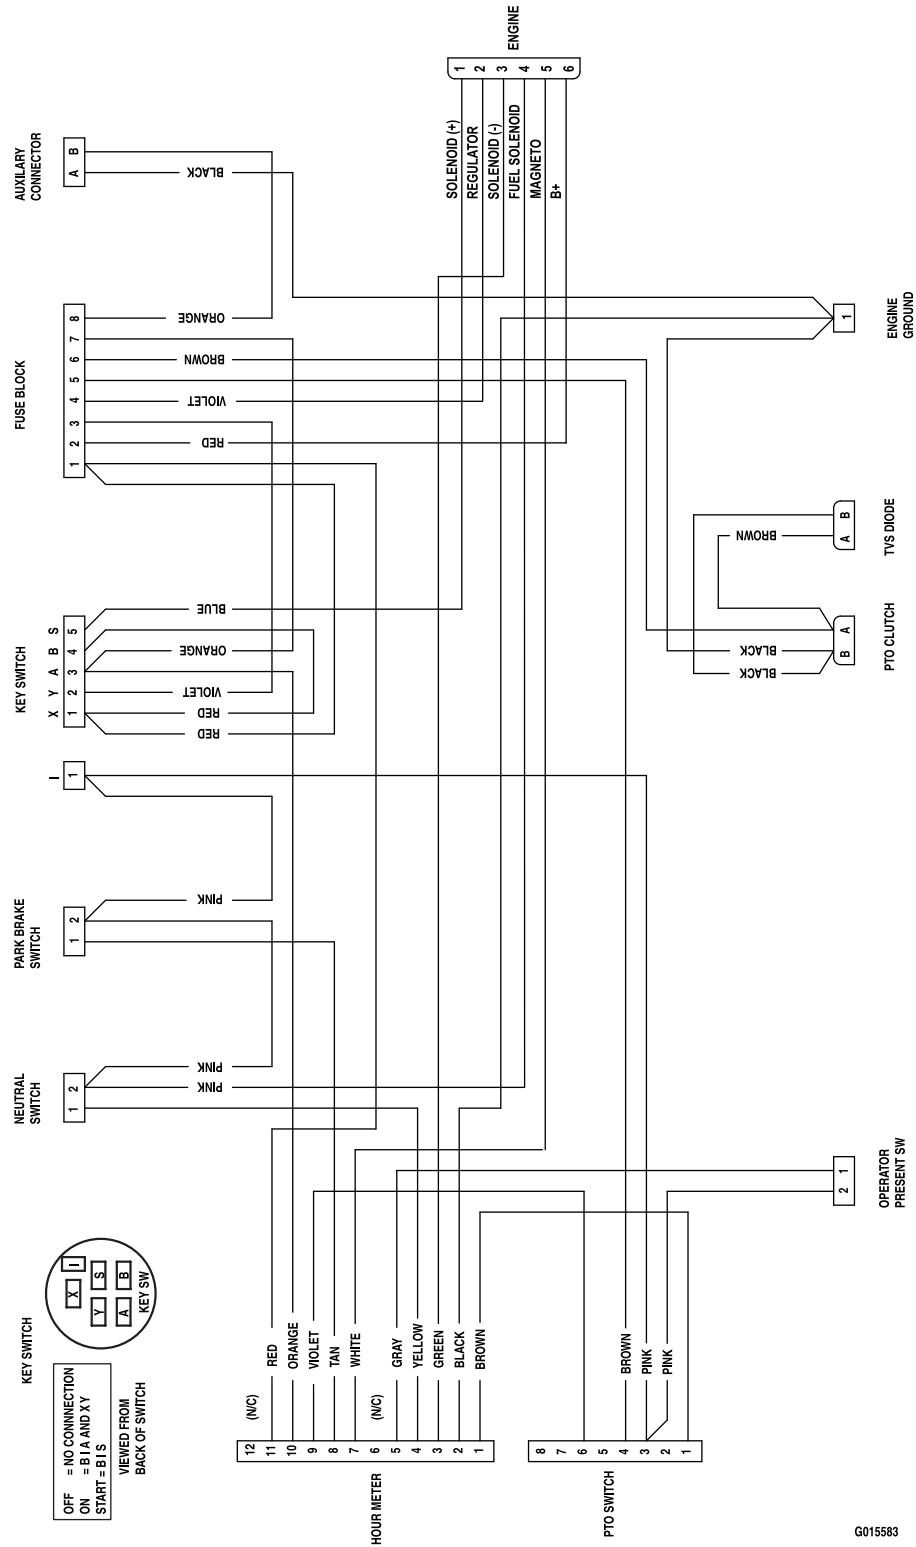 ENGINE
1
2
3
4
5
6
SOLENOID (+)
REGULATOR
SOLENOID (-)
FUEL SOLENOID
MAGNETO
B+
AUXILARY
CONNECTOR
A B
BLACK
FUSE BLOCK
1 2 3 4 5 6 7 8
ORANGE
BROWN
VIOLET
RED
ENGINE
GROUND
1
KEY SWITCH
X Y A B S
1 2 3 4 5
BLUE
ORANGE
VIOLET
RED
RED
TVS DIODE
A B
BROWN
PTO CLUTCH
B A
BLACK
BLACK
I
1
PARK BRAKE
SWITCH
1 2
PINK
NEUTRAL
SWITCH
1 2
PINK
PINK
OPERATOR
PRESENT SW
2 1
KEY SWITCH
X
I
Y
S
A
B
KEY SW
OFF = NO CONNNECTION
ON = B I A AND X Y
START = B I S
VIEWED FROM
BACK OF SWITCH
HOUR METER
12 (N/C)
11 RED
10 ORANGE
9 VIOLET
8 TAN
7 WHITE
6 (N/C)
5 GRAY
4 YELLOW
3 GREEN
2 BLACK
1 BROWN
PTO SWITCH
8
7
6
5
4 BROWN
3 PINK
2 PINK
1
G015583